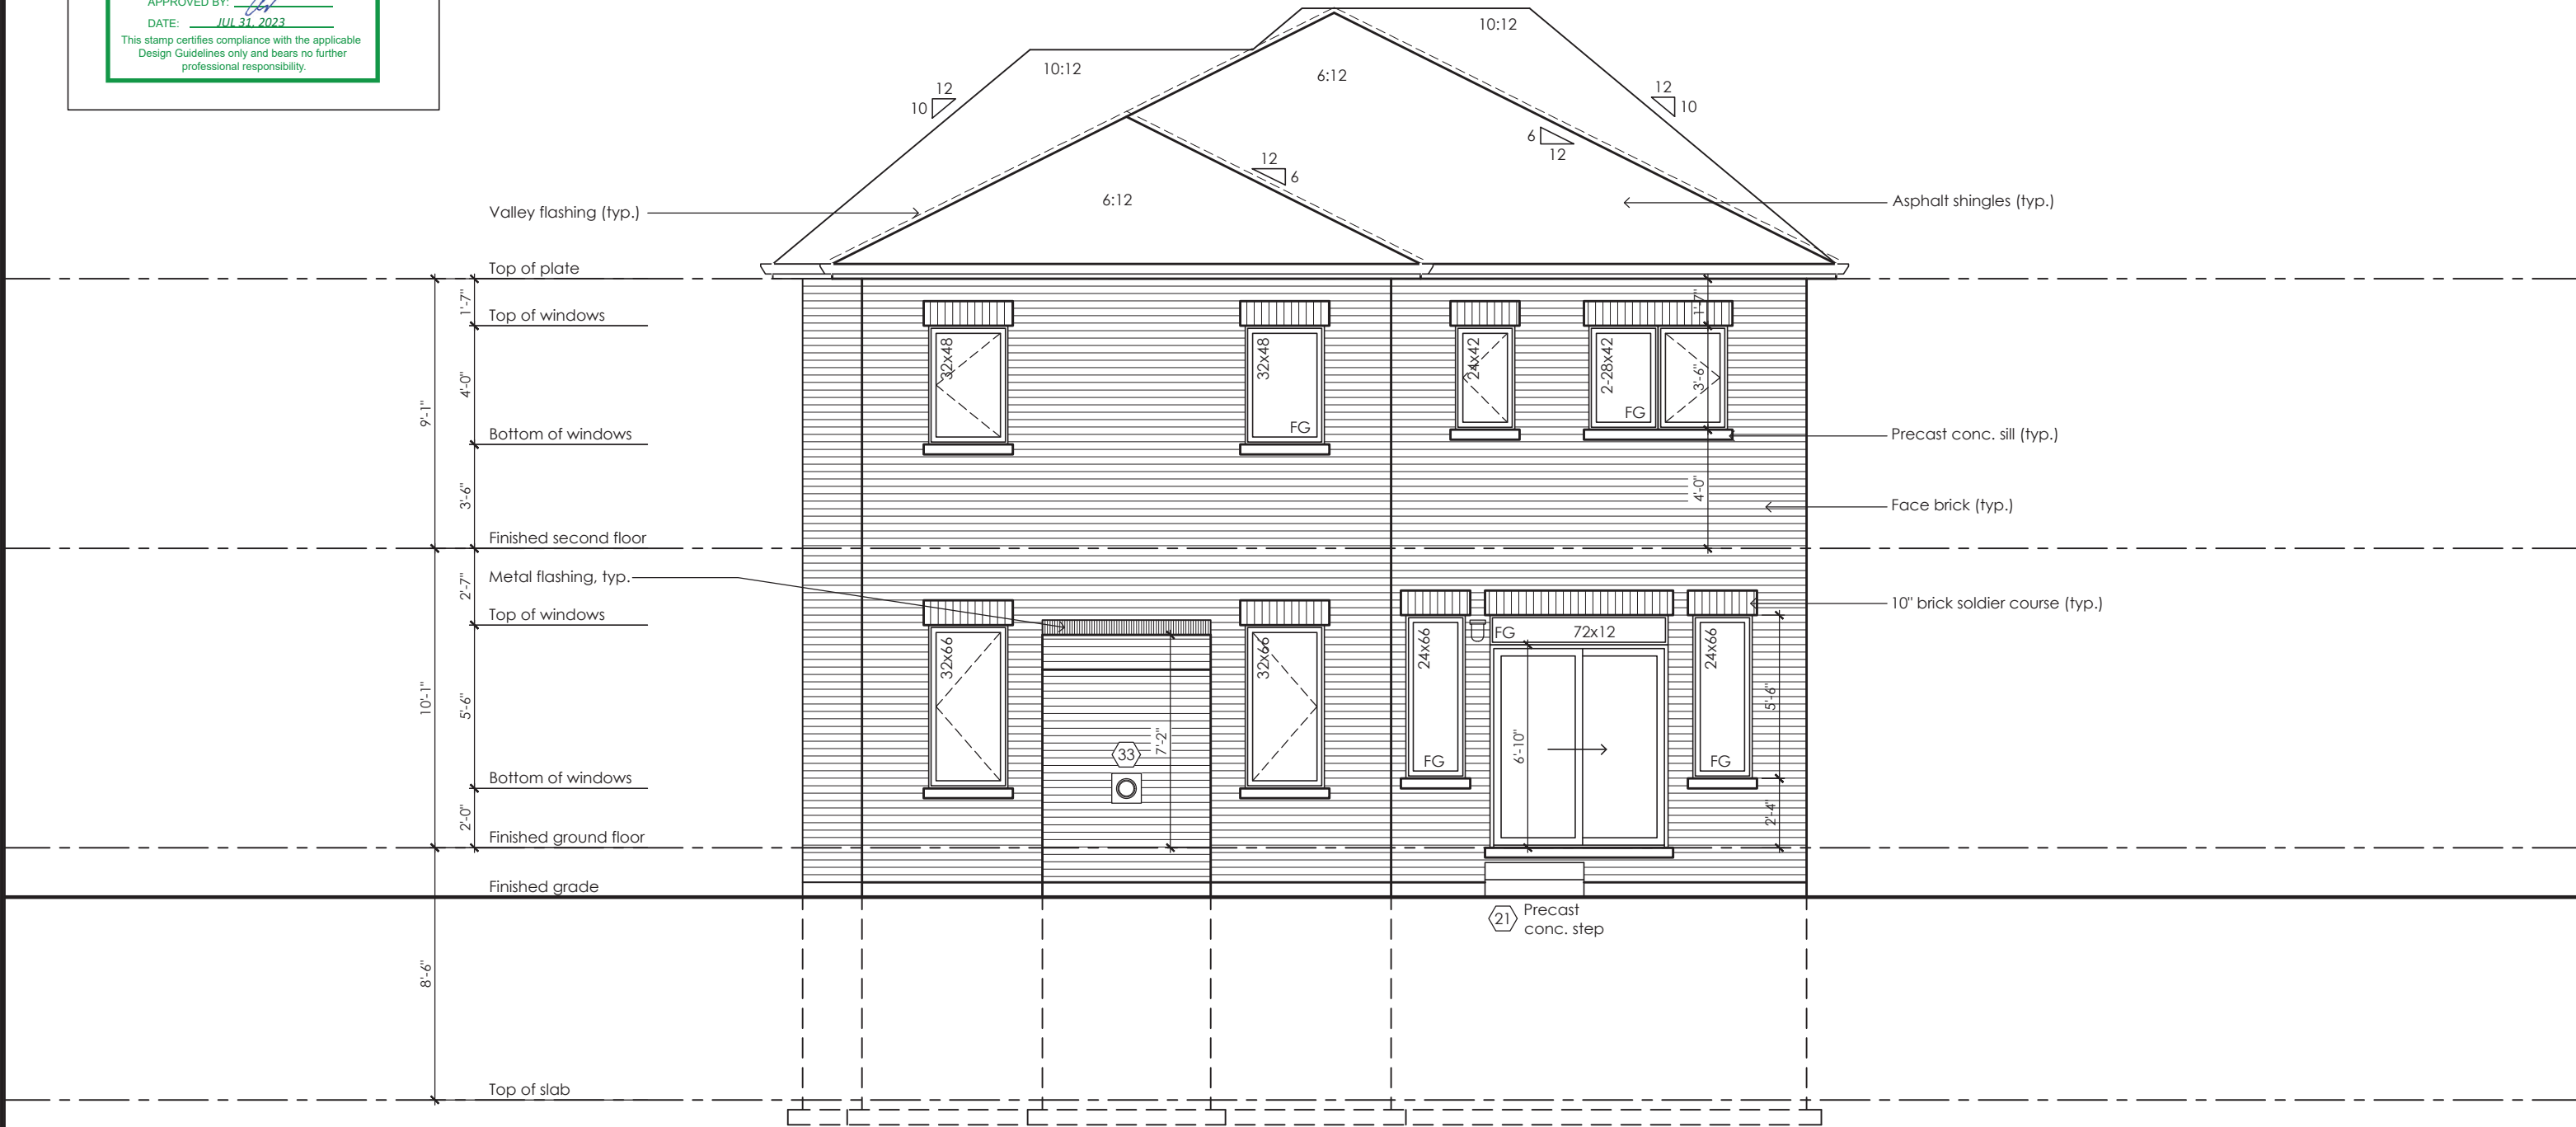 APPROVED BY:
DATE: JUL 31, 2023
This stamp certifies compliance with the applicable
Design Guidelines only and bears no further
professional responsibility.
10:12
10:12
6:12
12
10
12
10
6
12
12
6
6:12
Valley flashing (typ.)
Asphalt shingles (typ.)
Top of plate
1'-7"
Top of windows
4'-0"
9'-1"
Bottom of windows
3'-6"
Finished second floor
32x48
32x48
FG
24x42
2-28x42
FG
1'-7"
3'-6"
4'-0"
Precast conc. sill (typ.)
Face brick (typ.)
Metal flashing, typ.
2'-7"
Top of windows
10'-1"
5'-6"
Bottom of windows
2'-0"
Finished ground floor
Finished grade
32x66
33
7'-2"
32x66
24x66
FG
FG 72x12
6'-10"
24x66
FG
5'-6"
2'-4"
10" brick soldier course (typ.)
21 Precast
conc. step
8'-6"
Top of slab